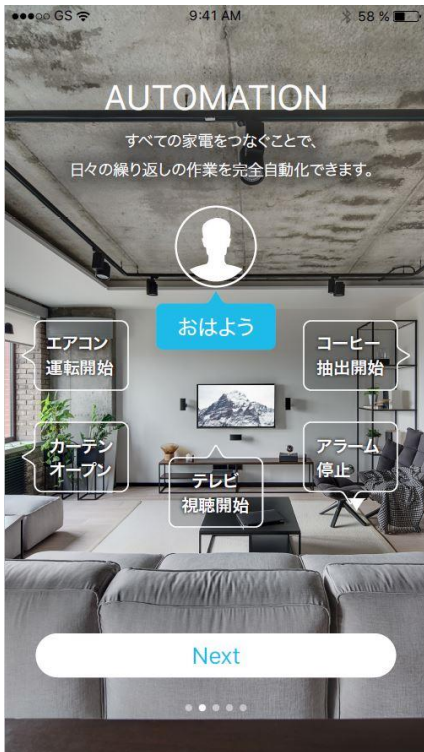 GS 9:41 AM 58 %
AUTOMATION
すべての家電をつなぐことで、
日々の繰り返しの作業を完全自動化できます。
おはよう
エアコン
運転開始
コーヒー
抽出開始
カーテン
オープン
アラーム
停止
テレビ
視聴開始
Next